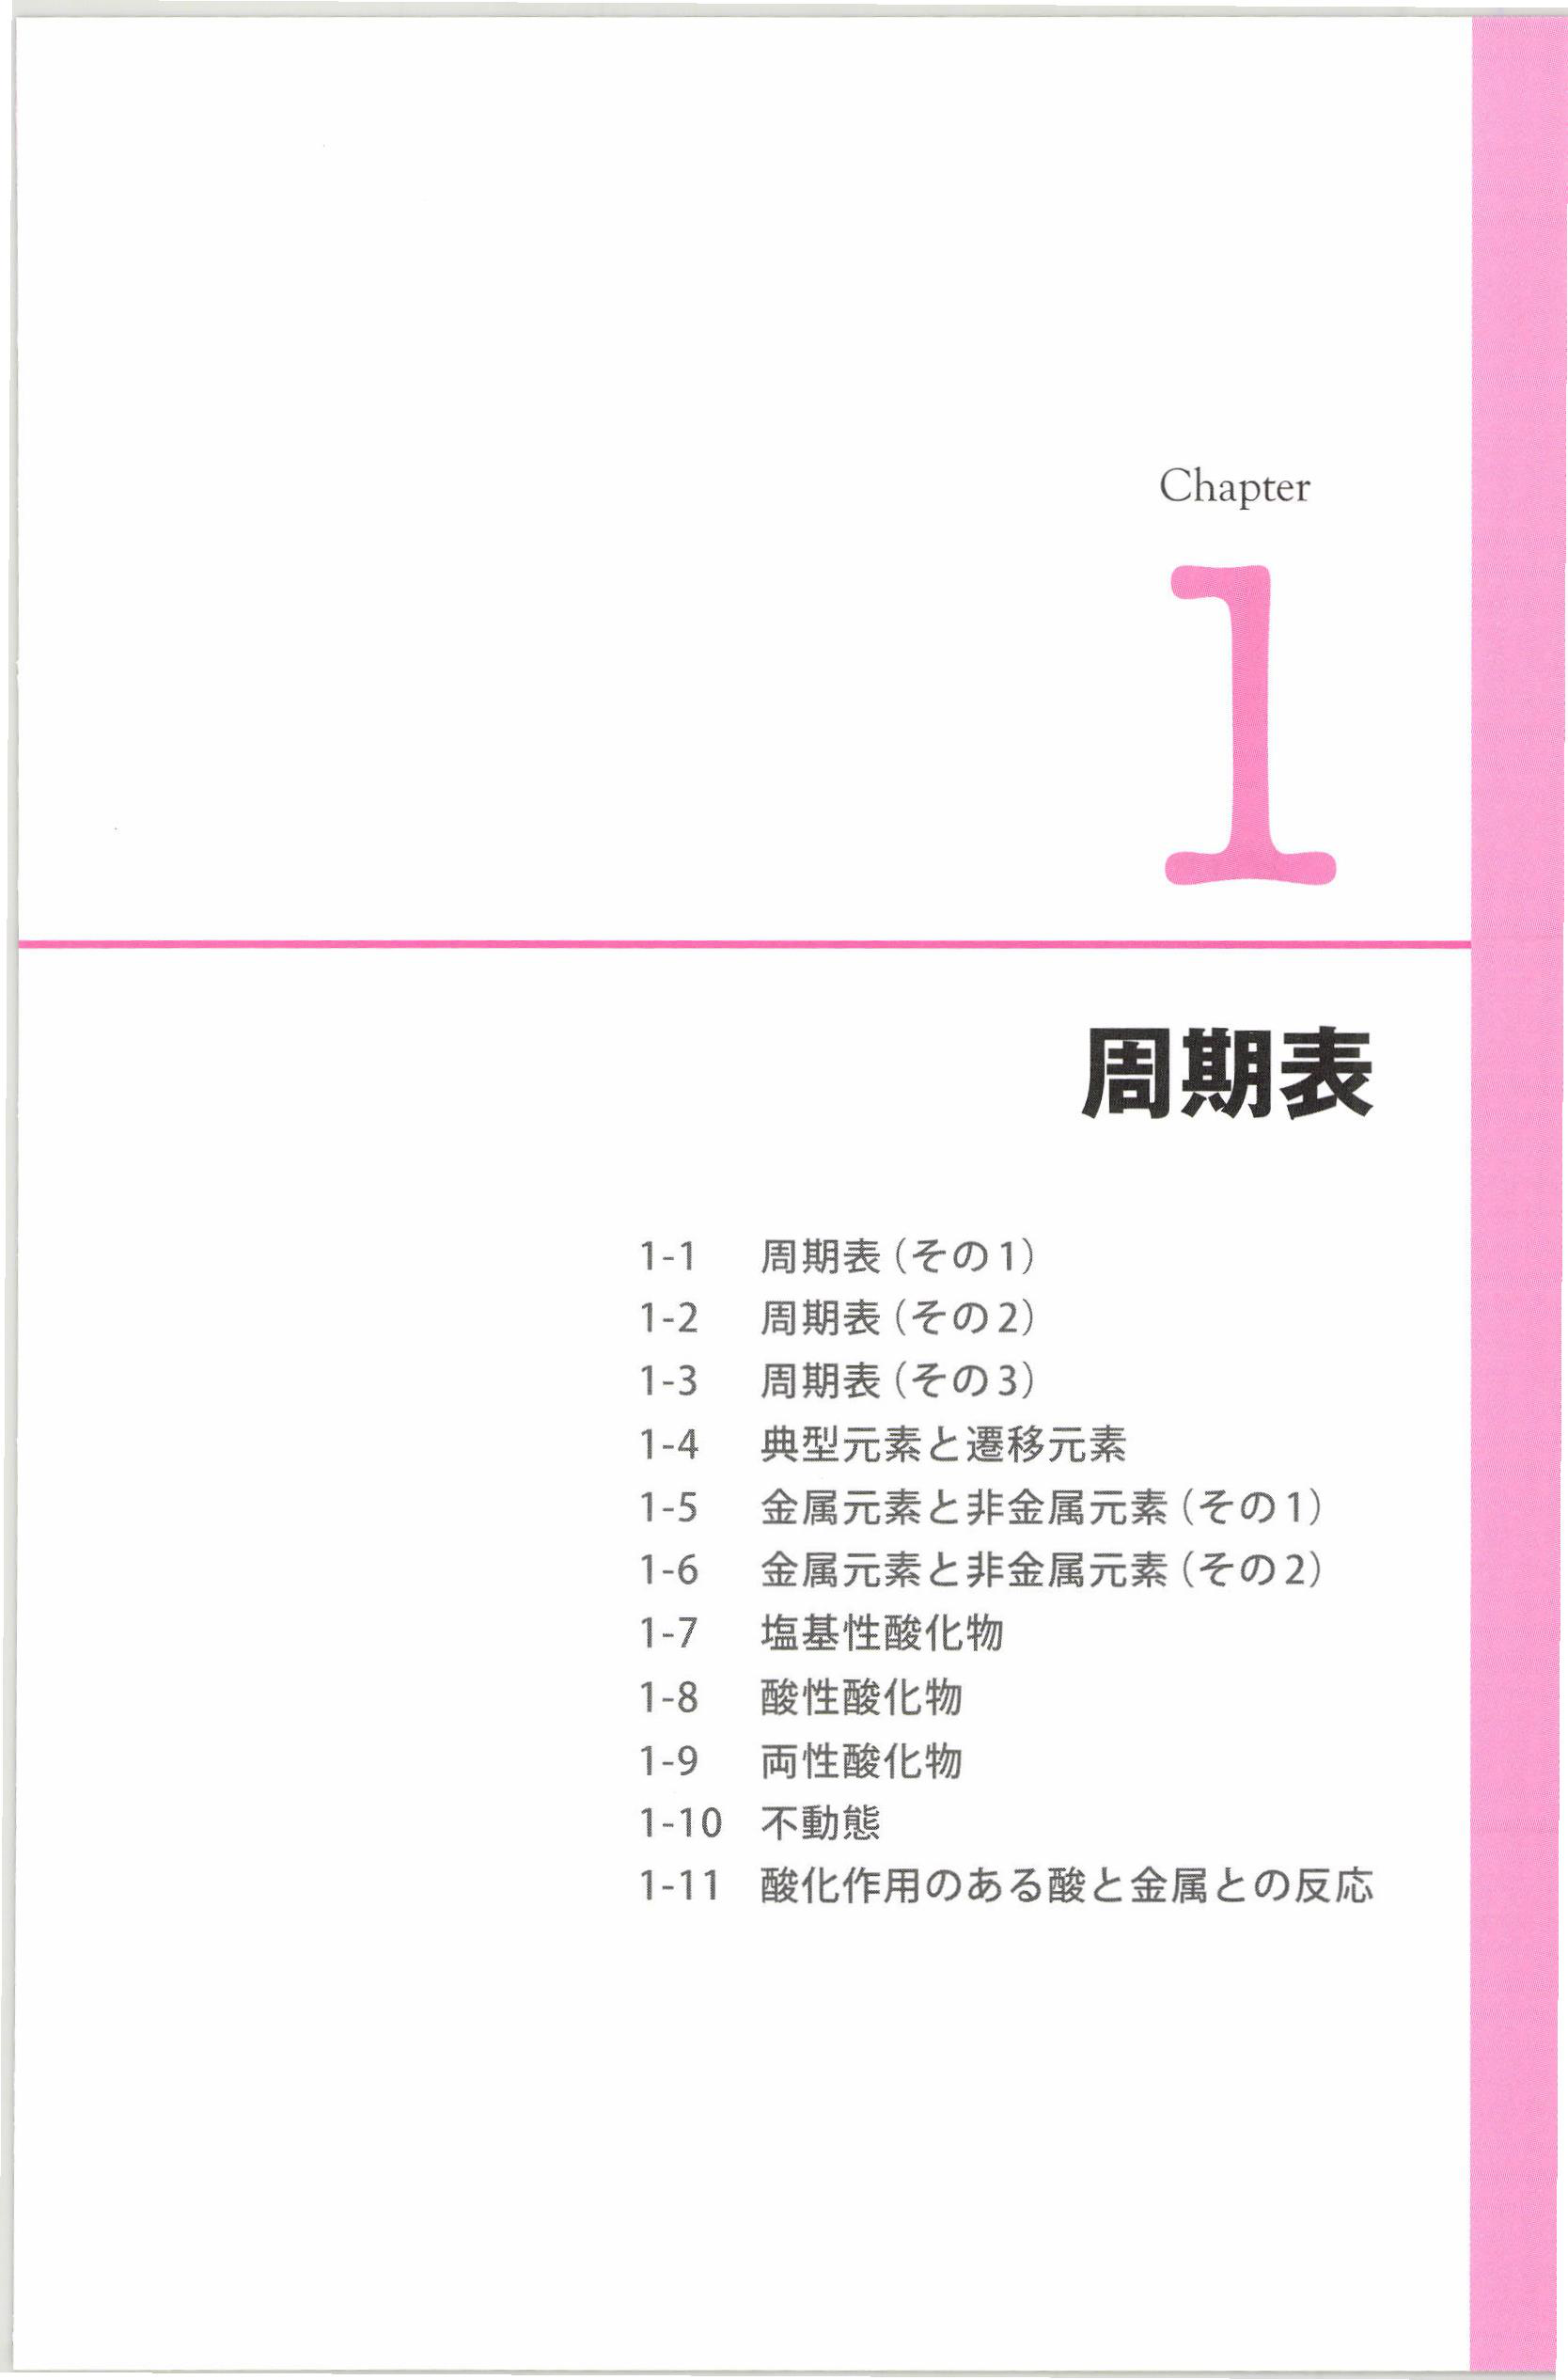 Chapter
1
周期表
1-1 周期表(その1)
1-2 周期表(その2)
1-3 周期表(その3)
1-4 典型元素と遷移元素
1-5 金属元素と非金属元素(その1)
1-6 金属元素と非金属元素(その2)
1-7 塩基性酸化物
1-8 酸性酸化物
1-9 両性酸化物
1-10 不動態
1-11 酸化作用のある酸と金属との反応